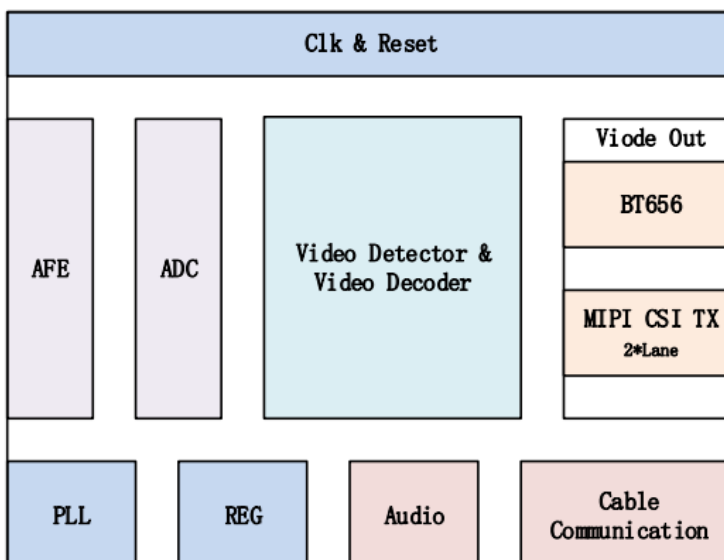 Clk & Reset
AFE
ADC
Video Detector &
Video Decoder
Viode Out
BT656
MIPI CSI TX
2*Lane
PLL
REG
Audio
Cable
Communication